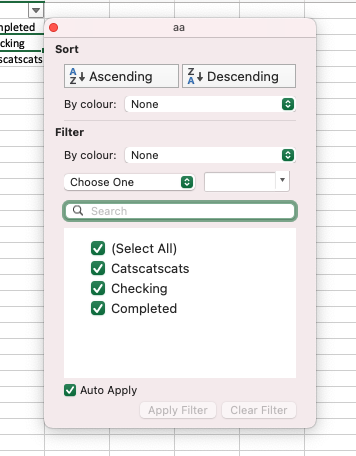 aa
mpleted
Sort
cking
scatscats
Ascending
Descending
By colour: None
Filter
By colour: None
Choose One
Search
(Select All)
Catscatscats
Checking
Completed
Auto Apply
Apply Filter
Clear Filter